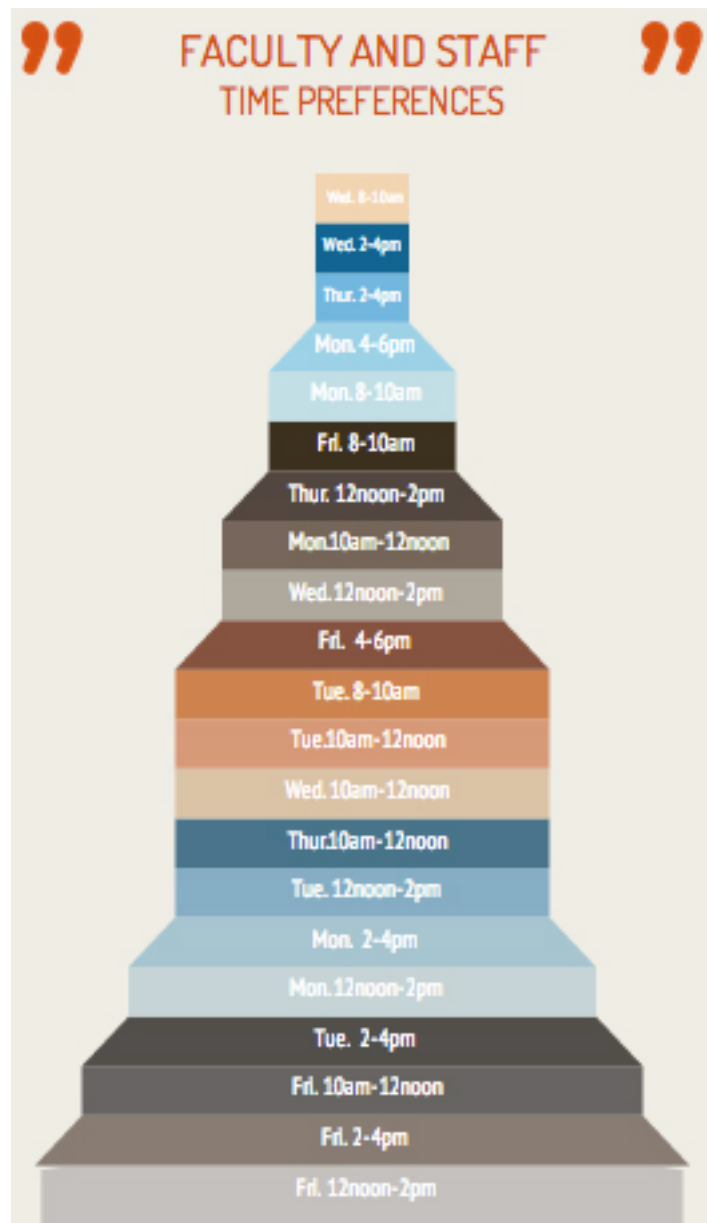 ”
”
FACULTY AND STAFF
TIME PREFERENCES
Wed. 8-10am
Wed. 2-4pm
Thur. 2-4pm
Mon. 4-6pm
Mon. 8-10am
Fri. 8-10am
Thur. 12noon-2pm
Mon.10am-12noon
Wed. 12noon-2pm
Fri. 4-6pm
Tue. 8-10am
Tue.10am-12noon
Wed. 10am-12noon
Thur.10am-12noon
Tue. 12noon-2pm
Mon. 2-4pm
Mon. 12noon-2pm
Tue. 2-4pm
Fri. 10am-12noon
Fri. 2-4pm
Fri. 12noon-2pm